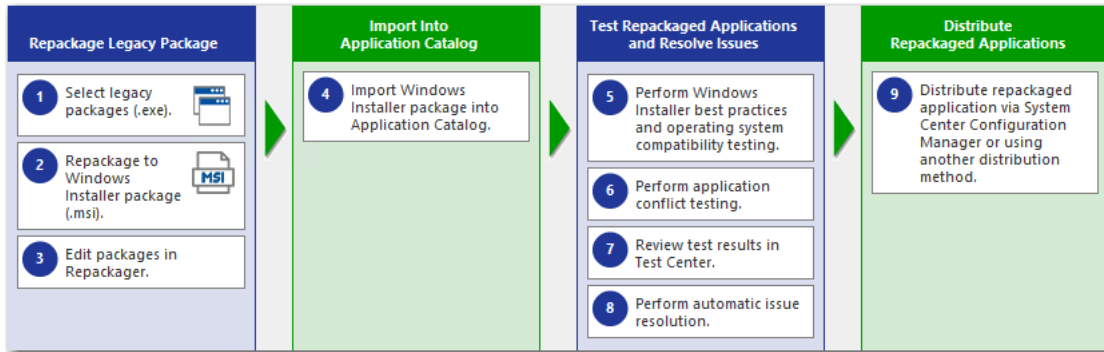 Repackage Legacy Package
1
Select legacy
packages (.exe).
2
Repackage to
Windows
Installer package
(.msi).
MSI
3
Edit packages in
Repackager.
Import Into
Application Catalog
4
Import Windows
Installer package into
Application Catalog.
Test Repackaged Applications
and Resolve Issues
5
Perform Windows
Installer best practices
and operating system
compatibility testing.
6
Perform application
conflict testing.
7
Review test results in
Test Center.
8
Perform automatic issue
resolution.
Distribute
Repackaged Applications
9
Distribute repackaged
application via System
Center Configuration
Manager or using
another distribution
method.